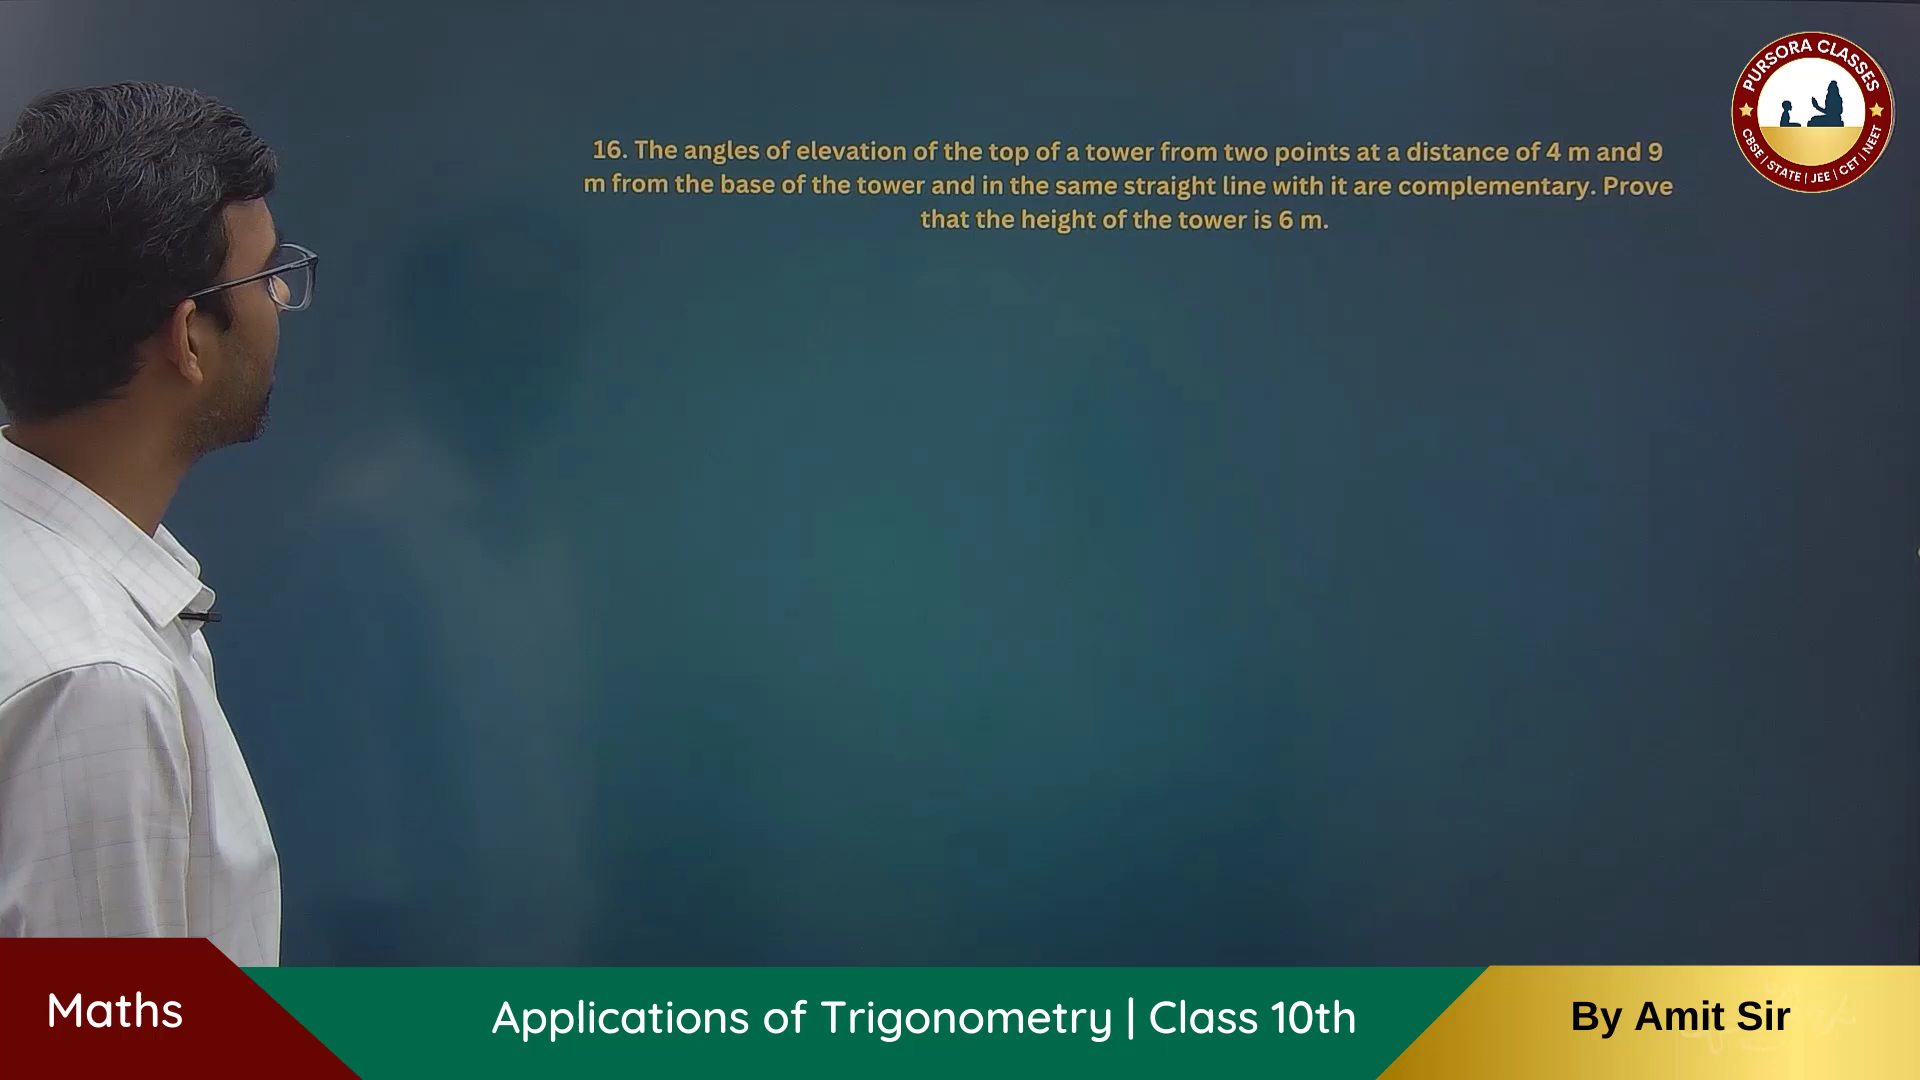 PURSORA CLASSES
CBSE | STATE | JEE | CET | NEET
16. The angles of elevation of the top of a tower from two points at a distance of 4 m and 9
m from the base of the tower and in the same straight line with it are complementary. Prove
that the height of the tower is 6 m.
Maths
Applications of Trigonometry | Class 10th
By Amit Sir